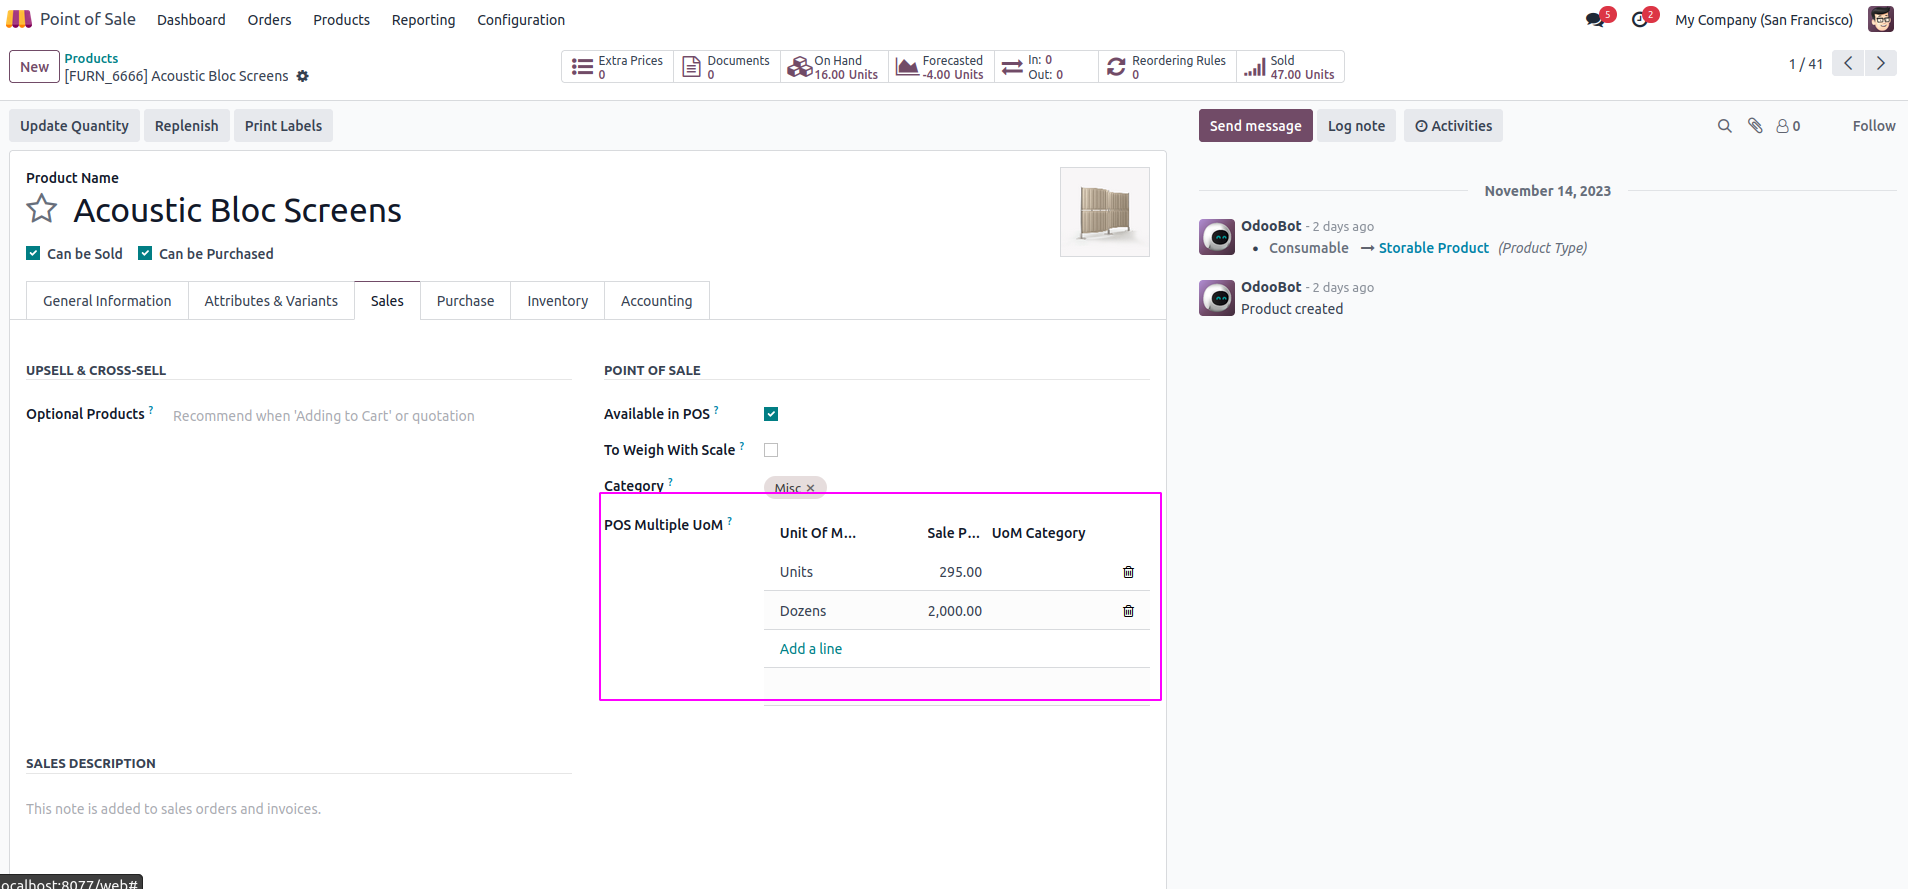 Point of Sale Dashboard Orders Products Reporting Configuration 5 2 My Company (San Francisco)
New Products
[FURN_6666] Acoustic Bloc Screens
Extra Prices 0
Documents 0
On Hand 16.00 Units
Forecasted -4.00 Units
In: 0 Out: 0
Reordering Rules 0
Sold 47.00 Units
1 / 41
Update Quantity Replenish Print Labels
Send message Log note Activities 0 Follow
Product Name
Acoustic Bloc Screens
Can be Sold Can be Purchased
General Information Attributes & Variants Sales Purchase Inventory Accounting
UPSELL & CROSS-SELL
Optional Products ? Recommend when 'Adding to Cart' or quotation
POINT OF SALE
Available in POS ?
To Weigh With Scale ?
Category ? Misc ×
POS Multiple UoM ?
Unit Of M... Sale P... UoM Category
Units 295.00
Dozens 2,000.00
Add a line
SALES DESCRIPTION
This note is added to sales orders and invoices.
November 14, 2023
OdooBot - 2 days ago
• Consumable → Storable Product (Product Type)
OdooBot - 2 days ago
Product created
ocalhost:8077/web#